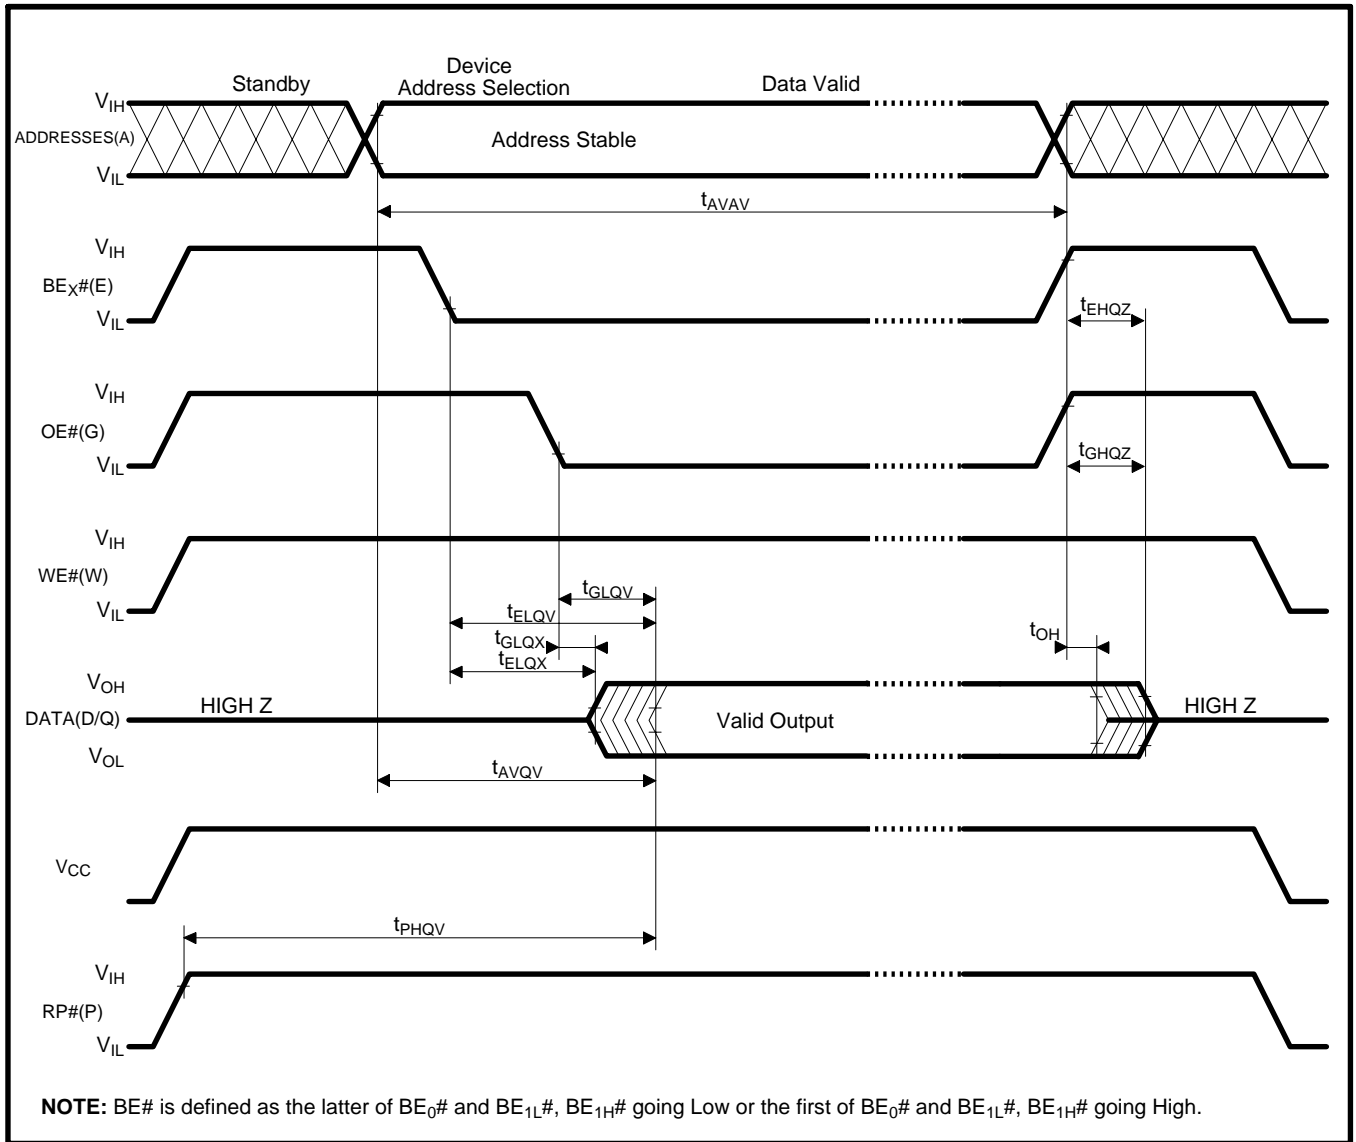 Standby
Device
Address Selection
Data Valid
VIH
ADDRESSES(A)
Address Stable
VIL
tAVAV
VIH
BEX#(E)
tEHQZ
VIL
VIH
OE#(G)
tGHQZ
VIL
VIH
WE#(W)
tGLQV
VIL
tELQV
tGLQX
tOH
tELQX
VOH
HIGH Z
DATA(D/Q)
Valid Output
HIGH Z
VOL
tAVQV
VCC
tPHQV
VIH
RP#(P)
VIL
NOTE: BE# is defined as the latter of BE0# and BE1L#, BE1H# going Low or the first of BE0# and BE1L#, BE1H# going High.